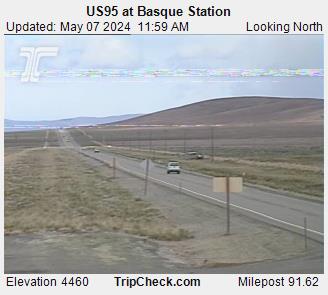 US95 at Basque Station
Updated: May 07 2024 11:59 AM Looking North
Elevation 4460 TripCheck.com Milepost 91.62